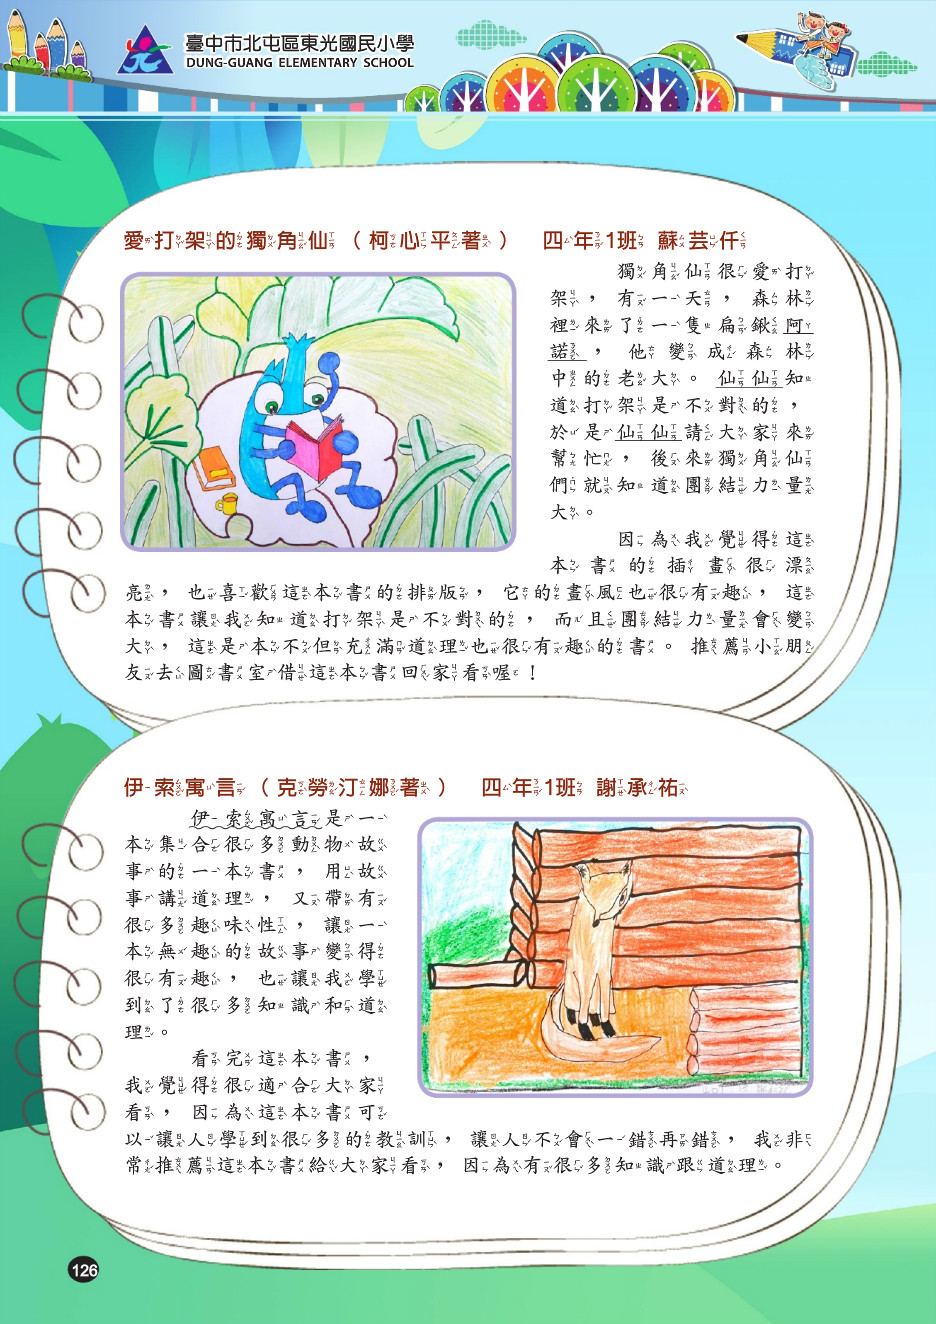 臺中市北屯區東光國民小學
DUNG-GUANG ELEMENTARY SCHOOL
愛打架的獨角仙（柯心平著） 四年1班 蘇芸仟
獨角仙很愛打
架，有一天，森林
裡來了一隻扁鍬阿
諾，他變成森林
中的老大。仙仙知
道打架是不對的，
於是仙仙請大家來
幫忙，後來獨角仙
們就知道團結力量
大。
因為我覺得這
本書的插畫很漂
亮，也喜歡這本書的排版，它的畫風也很有趣，這
本書讓我知道打架是不對的，而且團結力量會變
大，這是本不但充滿道理也很有趣的書。推薦小朋
友去圖書室借這本書回家看喔！
伊索寓言（克勞汀娜著） 四年1班 謝承祐
伊索寓言是一
本集合很多動物故
事的一本書，用故
事講道理，又帶有
很多趣味性，讓一
本無趣的故事變得
很有趣，也讓我學
到了很多知識和道
理。
看完這本書，
我覺得很適合大家
看，因為這本書可
以讓人學到很多的教訓，讓人不會一錯再錯，我非
常推薦這本書給大家看，因為有很多知識跟道理。
126